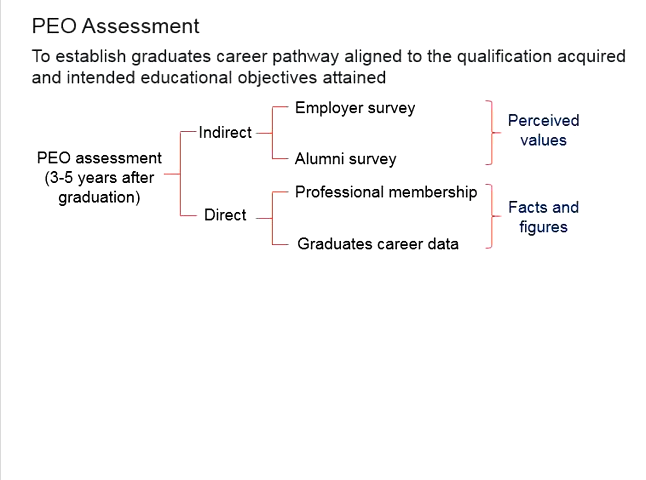 PEO Assessment
To establish graduates career pathway aligned to the qualification acquired
and intended educational objectives attained
PEO assessment
(3-5 years after
graduation)
Indirect
Employer survey
Alumni survey
Perceived
values
Direct
Professional membership
Graduates career data
Facts and
figures